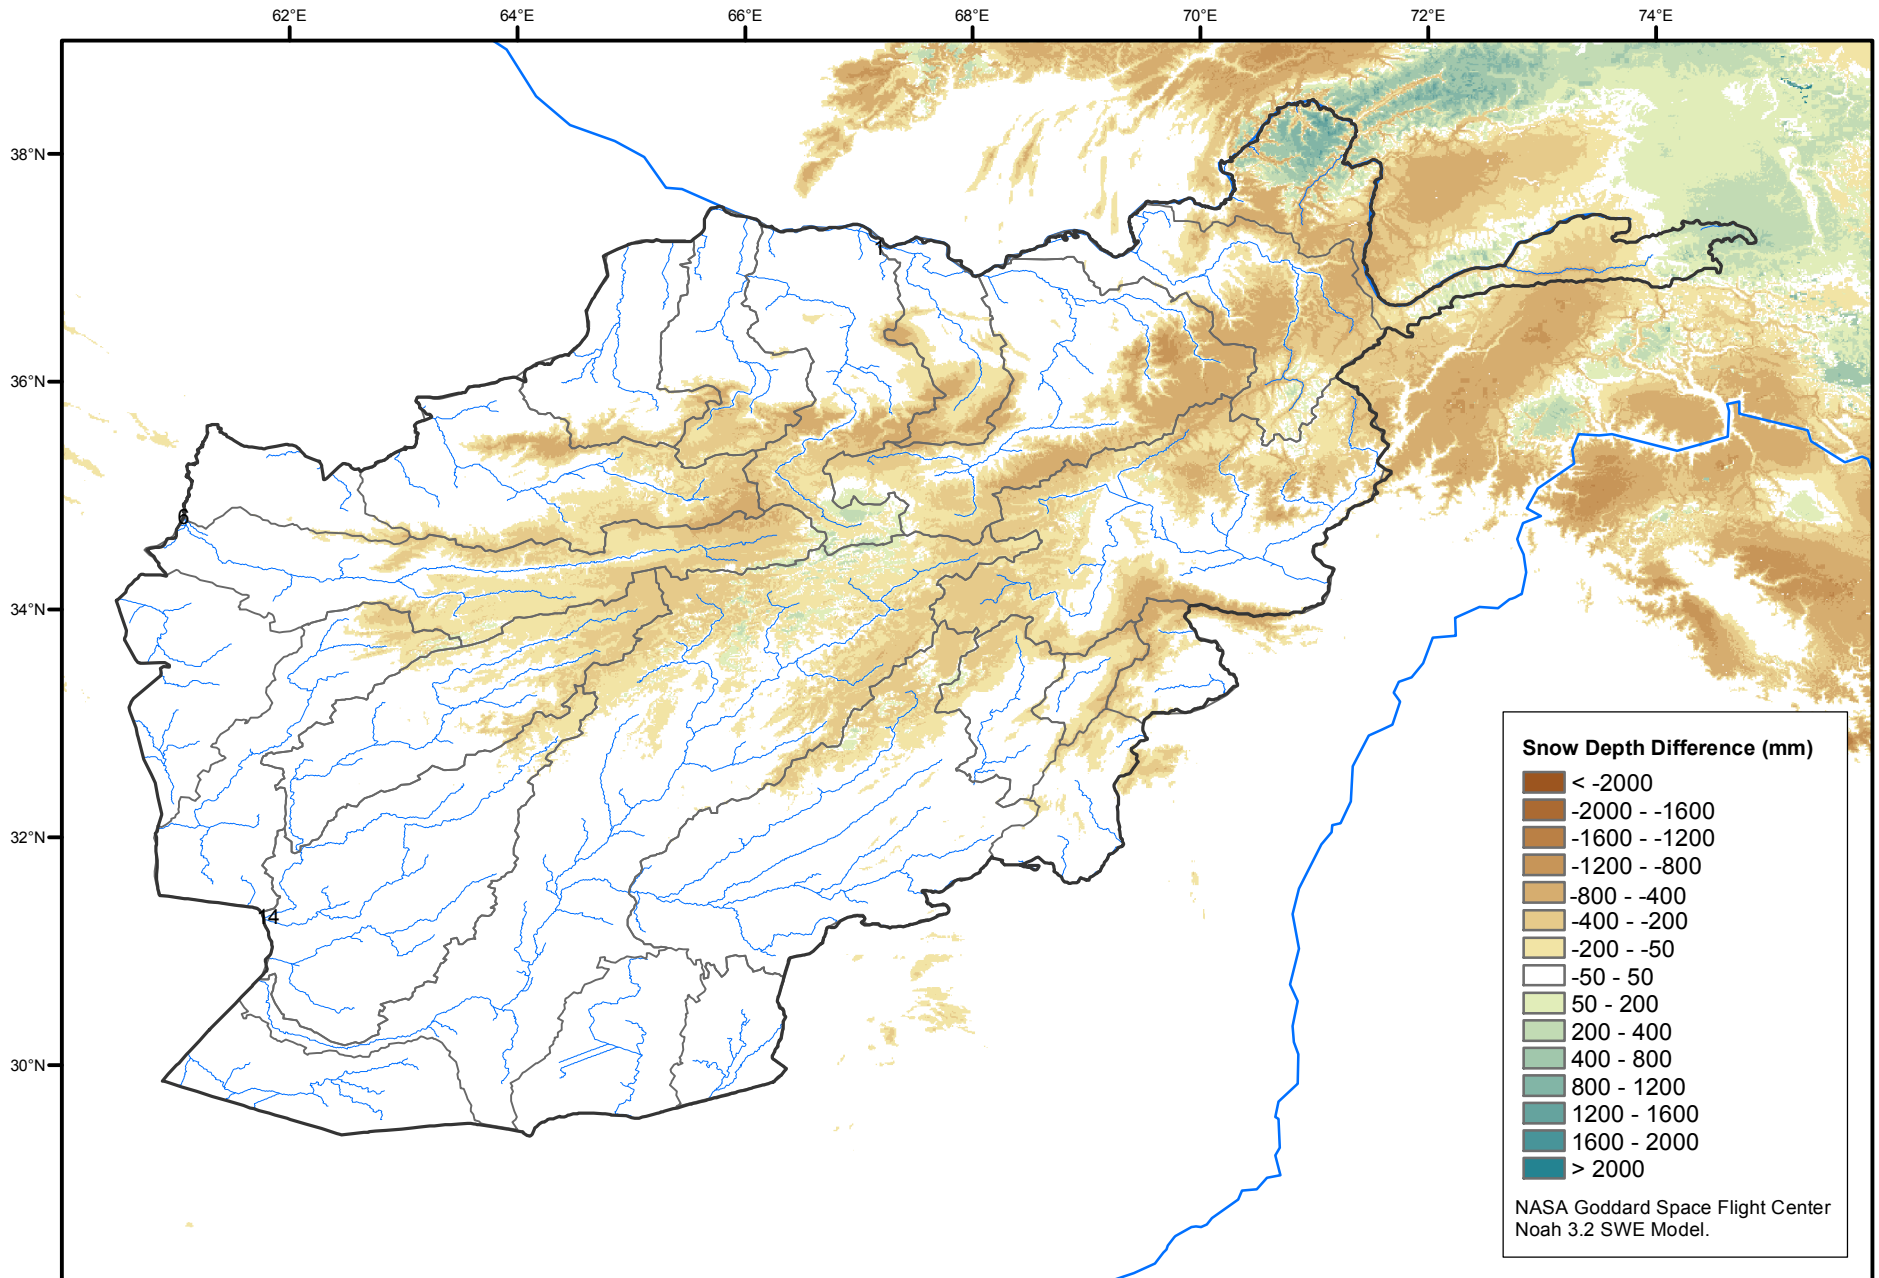 62°E 64°E 66°E 68°E 70°E 72°E 74°E
38°N
1
36°N
6
34°N
32°N
14
30°N
Snow Depth Difference (mm)
< -2000
-2000 - -1600
-1600 - -1200
-1200 - -800
-800 - -400
-400 - -200
-200 - -50
-50 - 50
50 - 200
200 - 400
400 - 800
800 - 1200
1200 - 1600
1600 - 2000
> 2000
NASA Goddard Space Flight Center
Noah 3.2 SWE Model.